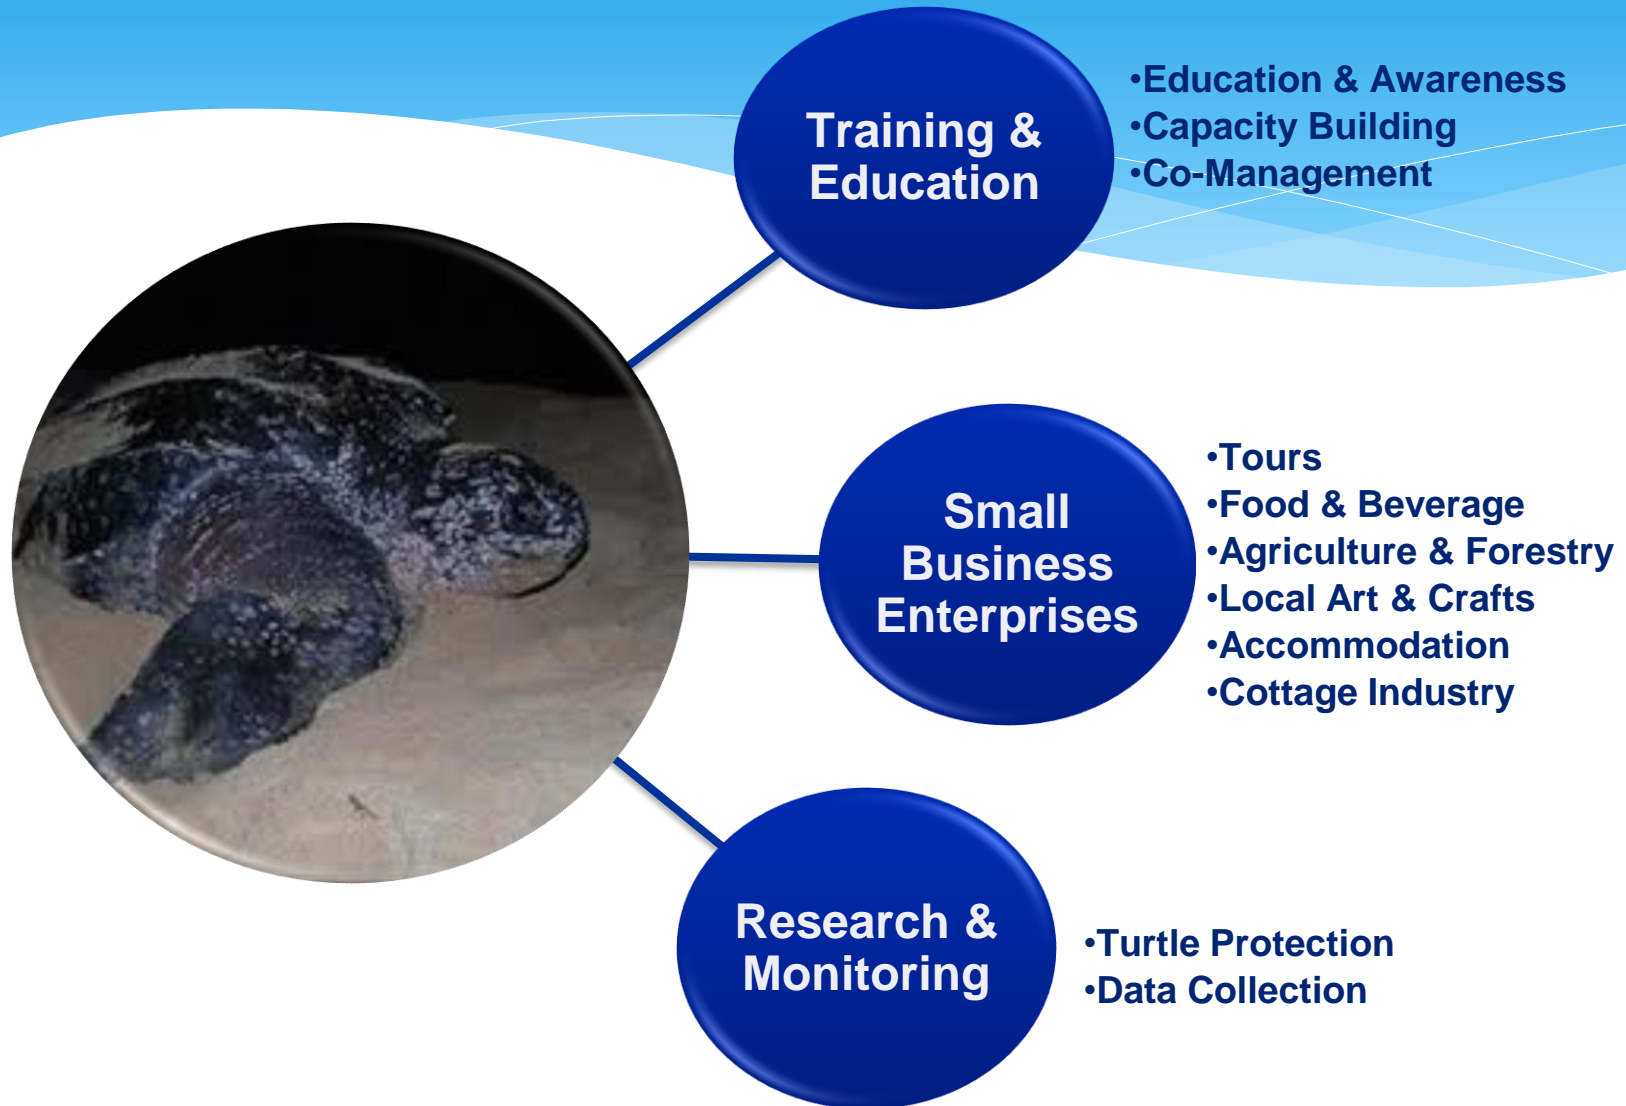 Training &
Education
•Education & Awareness
•Capacity Building
•Co-Management
Small
Business
Enterprises
•Tours
•Food & Beverage
•Agriculture & Forestry
•Local Art & Crafts
•Accommodation
•Cottage Industry
Research &
Monitoring
•Turtle Protection
•Data Collection